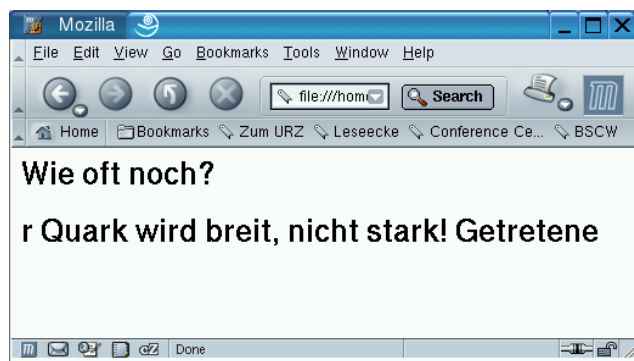 Mozilla
File Edit View Go Bookmarks Tools Window Help
file:///hom Search
Home Bookmarks Zum URZ Leseecke Conference Ce... BSCW
Wie oft noch?
r Quark wird breit, nicht stark! Getretene
Done